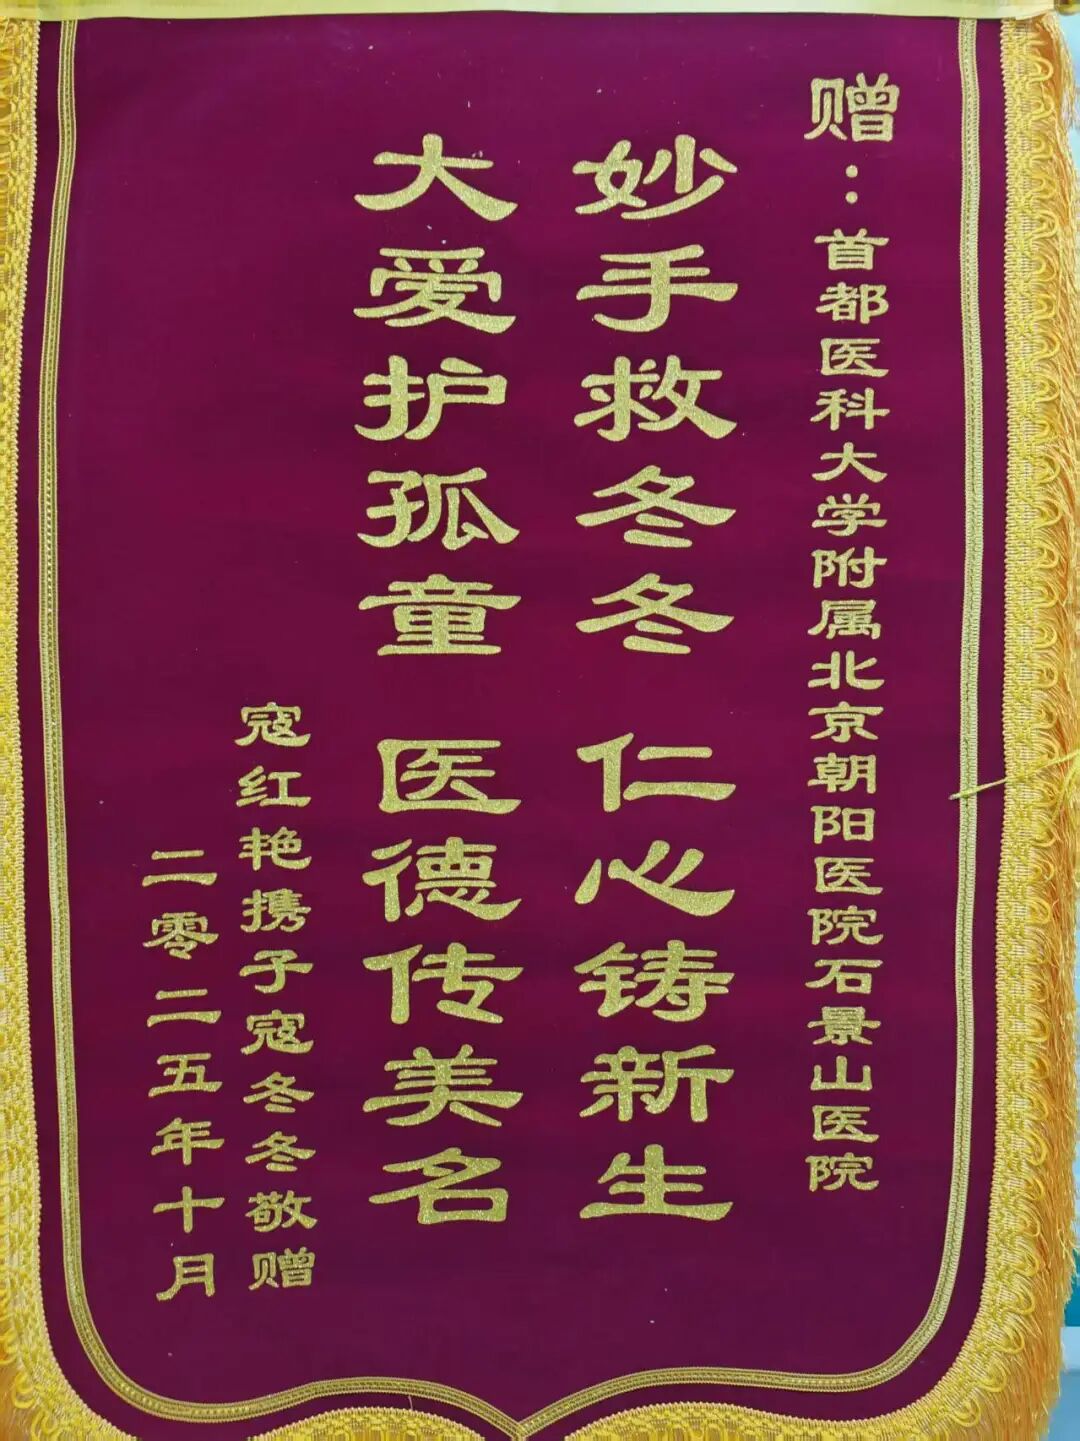 赠：首都医科大学附属北京朝阳医院石景山医院
妙手救冬冬 仁心铸新生
大爱护孤童 医德传美名
寇红艳携子寇冬冬敬赠
二零二五年十月